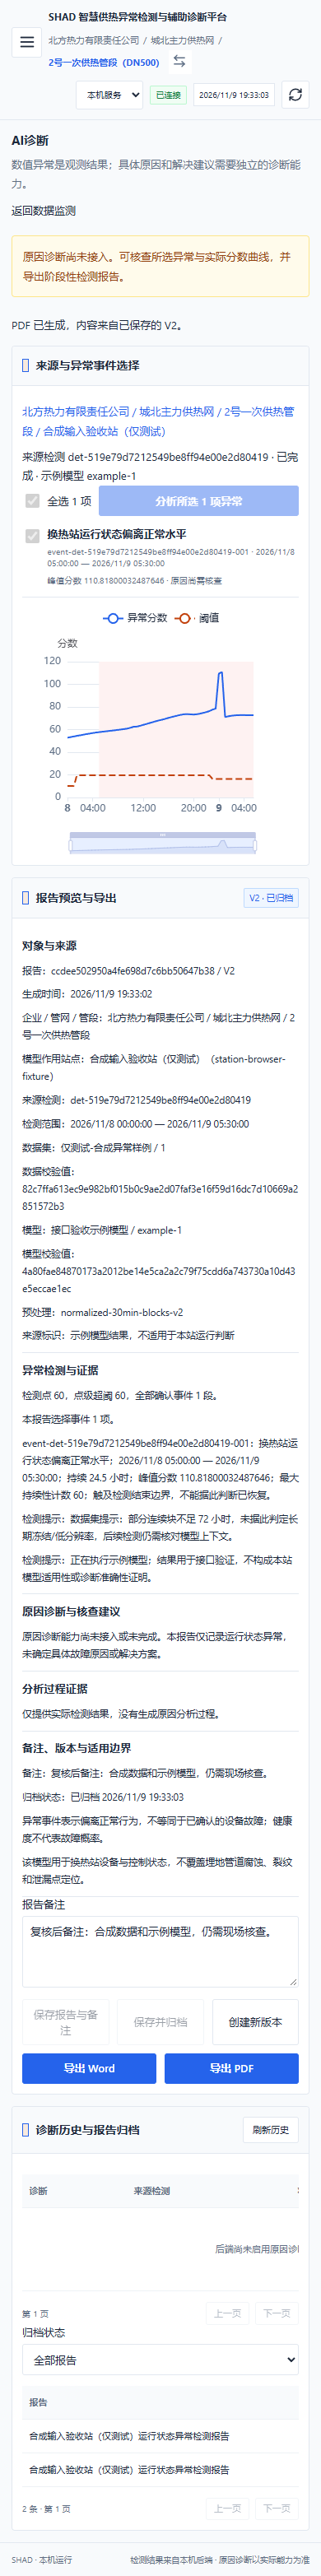 SHAD 智慧供热异常检测与辅助诊断平台
北方热力有限责任公司 / 城北主力供热网 /
2号一次供热管段（DN500）
本机服务
已连接
2026/11/9 19:33:03
AI诊断
数值异常是观测结果；具体原因和解决建议需要独立的诊断能
力。
返回数据监测
原因诊断尚未接入。可核查所选异常与实际分数曲线，并
导出阶段性检测报告。
PDF 已生成，内容来自已保存的 V2。
来源与异常事件选择
北方热力有限责任公司 / 城北主力供热网 / 2号一次供热管
段 / 合成输入验收站（仅测试）
来源检测 det-519e79d7212549be8ff94e00e2d80419 · 已完
成 · 示例模型 example-1
全选 1 项
分析所选 1 项异常
换热站运行状态偏离正常水平
event-det-519e79d7212549be8ff94e00e2d80419-001 · 2026/11/8
05:00:00 — 2026/11/9 05:30:00
峰值分数 110.81800032487646 · 原因尚需核查
异常分数 阈值
分数
120
100
80
60
40
20
0
8 04:00 12:00 20:00 9 04:00
报告预览与导出
V2 · 已归档
对象与来源
报告：ccdee502950a4fe698d7c6bb50647b38 / V2
生成时间：2026/11/9 19:33:02
企业 / 管网 / 管段：北方热力有限责任公司 / 城北主力供热网 / 2
号一次供热管段
模型作用站点：合成输入验收站（仅测试）（station-browser-
fixture）
来源检测：det-519e79d7212549be8ff94e00e2d80419
检测范围：2026/11/8 00:00:00 — 2026/11/9 05:30:00
数据集：仅测试-合成异常样例 / 1
数据校验值：
82c7ffa613ec9e982bf015b0c9ae2d07faf3e16f59d16dc7d10669a2
851572b3
模型：接口验收示例模型 / example-1
模型校验值：
4a80fae84870173a2012be14e5ca2a2c79f75cdd6a743730a10d43
e5eccae1ec
预处理：normalized-30min-blocks-v2
来源标识：示例模型结果，不适用于本站运行判断
异常检测与证据
检测点 60，点级超阈 60，全部确认事件 1 段。
本报告选择事件 1 项。
event-det-519e79d7212549be8ff94e00e2d80419-001：换热站运
行状态偏离正常水平；2026/11/8 05:00:00 — 2026/11/9
05:30:00；持续 24.5 小时；峰值分数 110.81800032487646；最大
持续性计数 60；触及检测结束边界，不能据此判断已恢复。
检测提示：数据集提示：部分连续块不足 72 小时，未据此判定长
期冻结/低分辨率，后续检测仍需核对模型上下文。
检测提示：正在执行示例模型；结果用于接口验证，不构成本站
模型适用性或诊断准确性证明。
原因诊断与核查建议
原因诊断能力尚未接入或未完成。本报告仅记录运行状态异常，
未确定具体故障原因或解决方案。
分析过程证据
仅提供实际检测结果，没有生成原因分析过程。
备注、版本与适用边界
备注：复核后备注：合成数据和示例模型，仍需现场核查。
归档状态：已归档 2026/11/9 19:33:03
异常事件表示偏离正常行为，不等同于已确认的设备故障；健康
度不代表故障概率。
该模型用于换热站设备与控制状态，不覆盖埋地管道腐蚀、裂纹
和泄漏点定位。
报告备注
复核后备注：合成数据和示例模型，仍需现场核查。
保存报告与备
注
保存并归档
创建新版本
导出 Word
导出 PDF
诊断历史与报告归档
刷新历史
诊断 来源检测
后端尚未启用原因诊
第 1 页
上一页
下一页
归档状态
全部报告
报告
合成输入验收站（仅测试）运行状态异常检测报告
合成输入验收站（仅测试）运行状态异常检测报告
2 条 · 第 1 页
上一页
下一页
SHAD · 本机运行
检测结果来自本机后端 · 原因诊断以实际能力为准